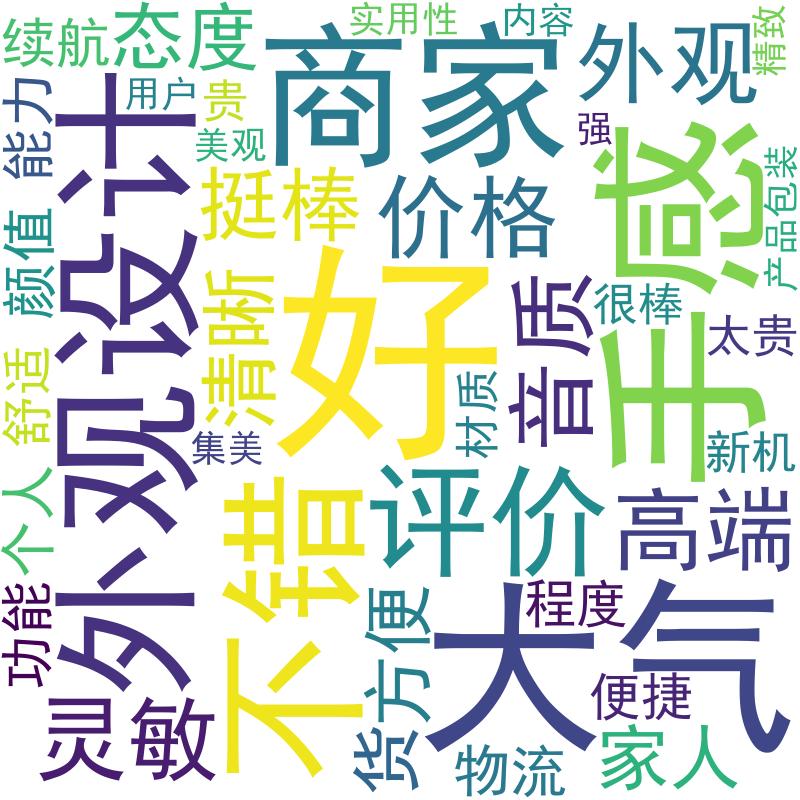 续航
态度
实用性
内容
精致
商家
外观
能力
用户
贵
美观
强
外观设计
挺棒
价格
手感
产品包装
颜值
清晰
好
音质
很棒
太贵
舒适
集美
材质
新机
个人
不错
评价
高端
功能
方便
大气
程度
灵敏
货
物流
便捷
家人